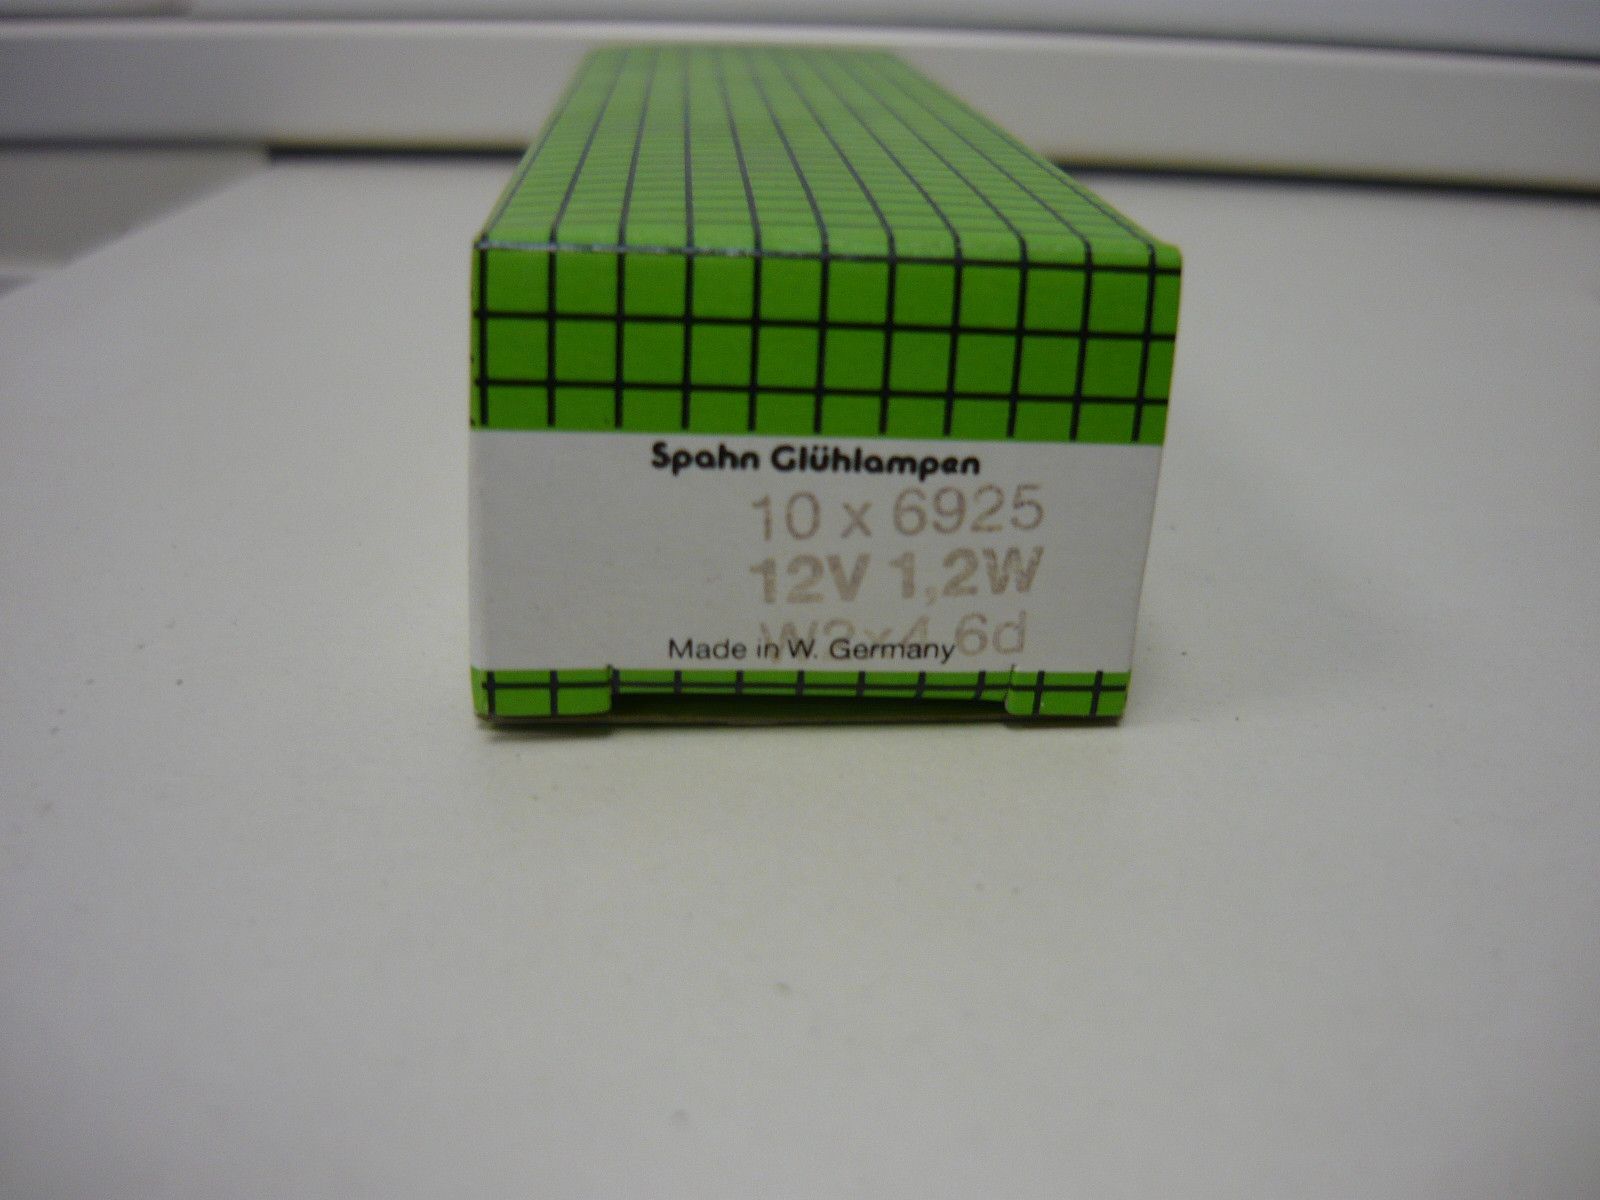 Spahn Glühlampen
10 x 6925
12V 1,2W
W2x4,6d
Made in W. Germany